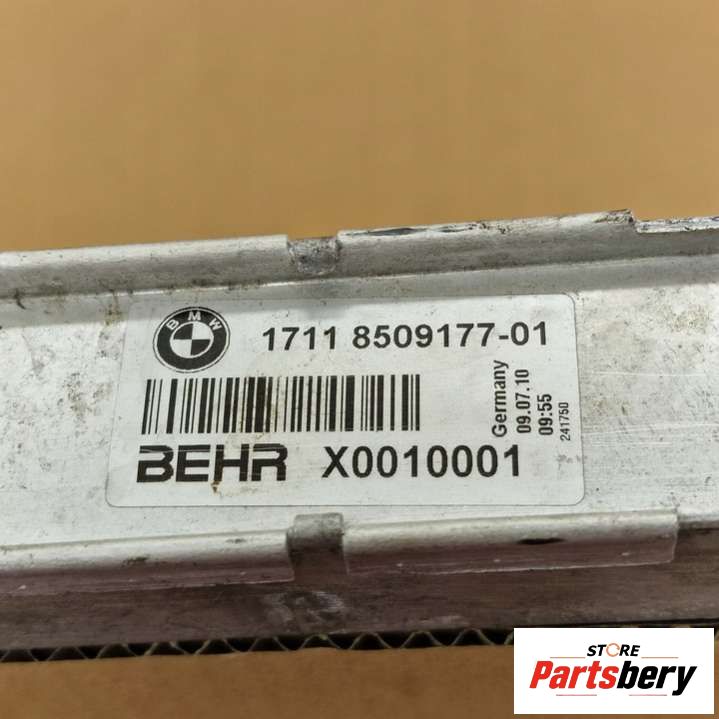 BMW
1711 8509177-01
BEHR X0010001
Germany
09.07.10
09:55
241750
STORE
Partsbery